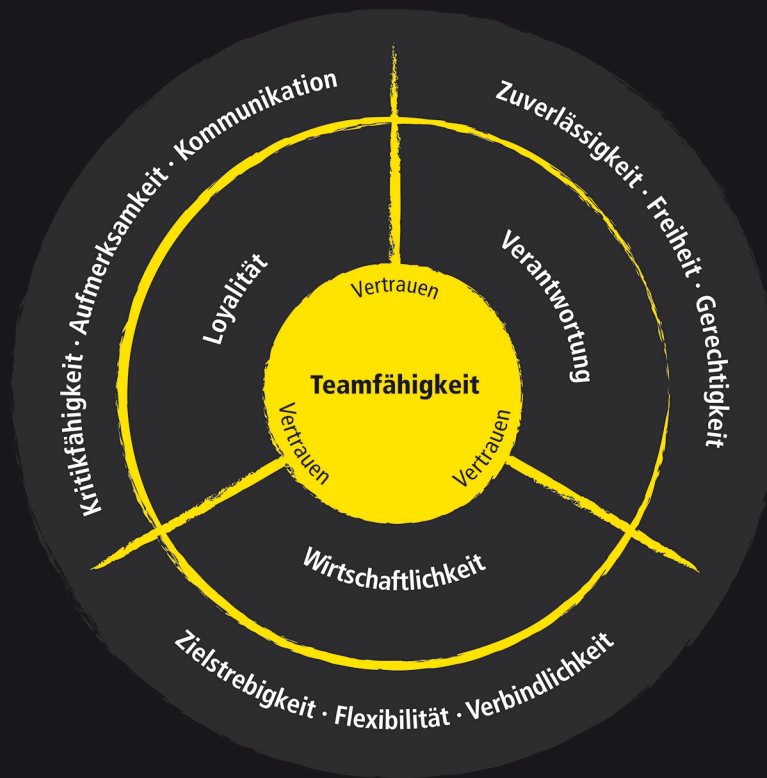 Kritikfähigkeit · Aufmerksamkeit · Kommunikation
Zuverlässigkeit · Freiheit · Gerechtigkeit
Loyalität
Verantwortung
Vertrauen
Teamfähigkeit
Vertrauen
Vertrauen
Wirtschaftlichkeit
Zielstrebigkeit · Flexibilität · Verbindlichkeit